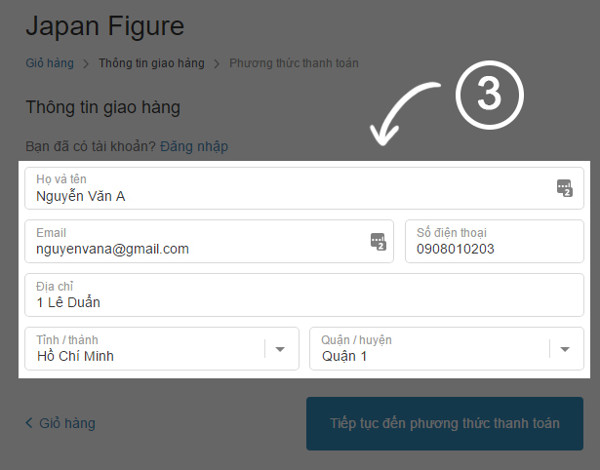 Japan Figure
Giỏ hàng > Thông tin giao hàng > Phương thức thanh toán
3
Thông tin giao hàng
Bạn đã có tài khoản? Đăng nhập
Họ và tên
Nguyễn Văn A
2
Email
nguyenvana@gmail.com
2
Số điện thoại
0908010203
Địa chỉ
1 Lê Duẩn
Tỉnh / thành
Hồ Chí Minh
Quận / huyện
Quận 1
< Giỏ hàng
Tiếp tục đến phương thức thanh toán